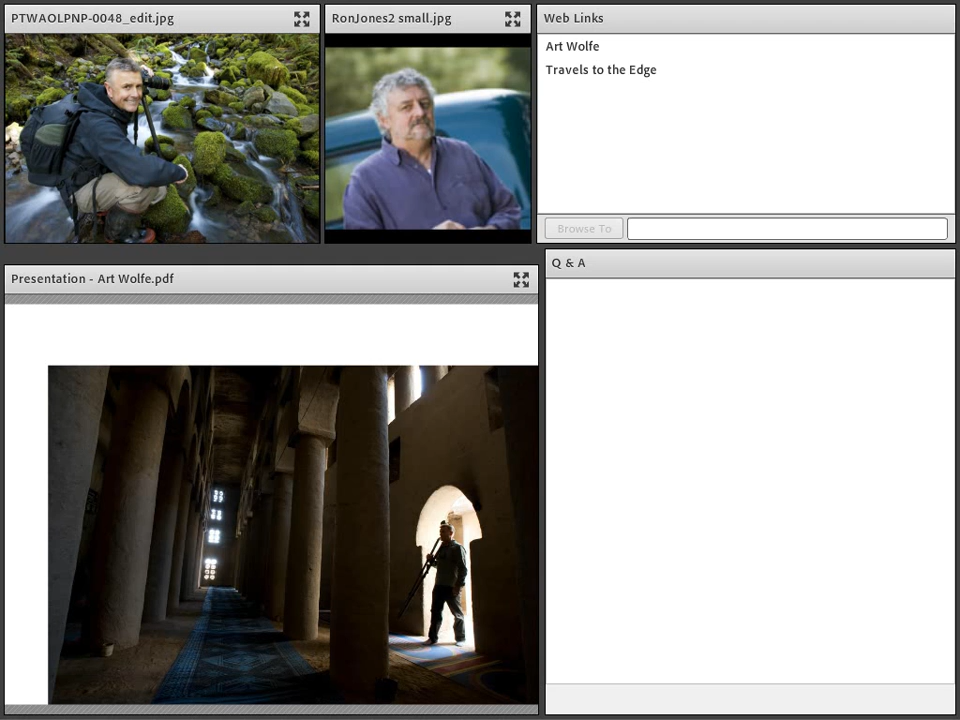 PTWAOLPNP-0048_edit.jpg
RonJones2 small.jpg
Web Links
Art Wolfe
Travels to the Edge
Browse To
Presentation - Art Wolfe.pdf
Q & A